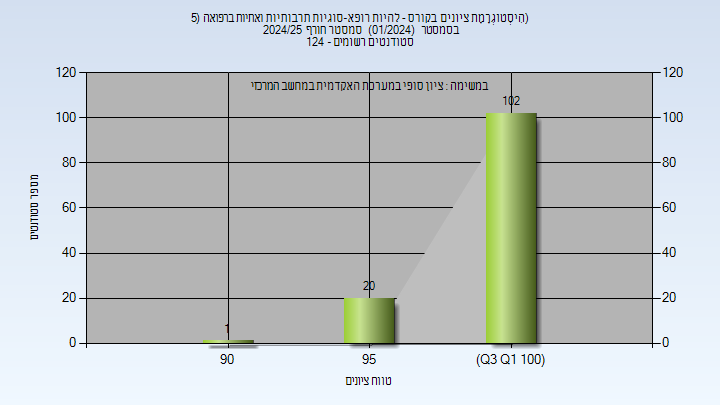 הִיסְטוֹגְרָמַת ציונים בקורס - להיות רופא-סוגיות תרבותיות ואתיות ברפואה 5)
בסמסטר (01/2024) סמסטר חורף 2024/25
סטודנטים רשומים - 124
במשימה : ציון סופי במערכת האקדמית במחשב המרכזי
120 120
102
100 100
80 80
מספר סטודנטים
60 60
40 40
20
20 20
1
0 0
90 95 (Q3 Q1 100)
טווח ציונים